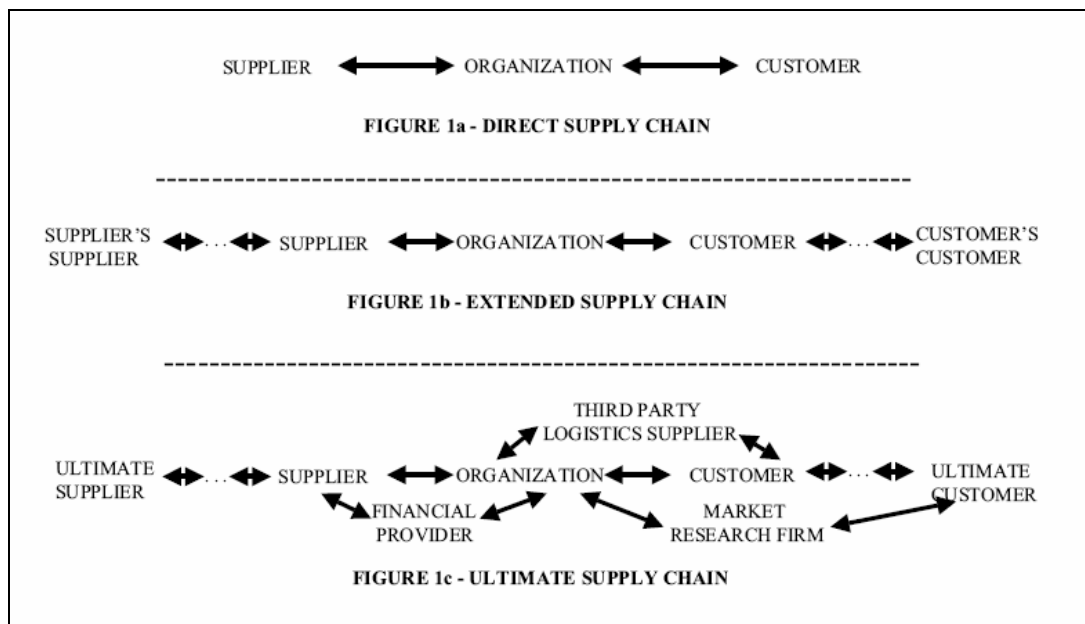 SUPPLIER ORGANIZATION CUSTOMER
FIGURE 1a - DIRECT SUPPLY CHAIN
SUPPLIER'S
SUPPLIER
... SUPPLIER ORGANIZATION CUSTOMER ...
CUSTOMER'S
CUSTOMER
FIGURE 1b - EXTENDED SUPPLY CHAIN
THIRD PARTY
LOGISTICS SUPPLIER
ULTIMATE
SUPPLIER
... SUPPLIER ORGANIZATION CUSTOMER ...
ULTIMATE
CUSTOMER
FINANCIAL
PROVIDER
MARKET
RESEARCH FIRM
FIGURE 1c - ULTIMATE SUPPLY CHAIN